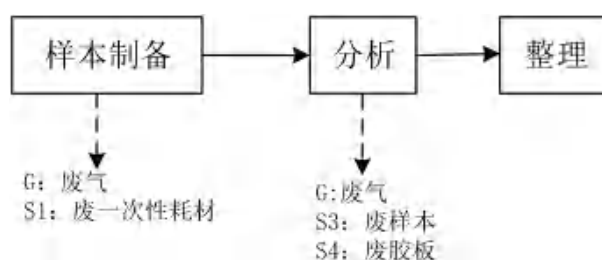 样本制备
分析
整理
G：废气
S1：废一次性耗材
G:废气
S3：废样本
S4：废胶板